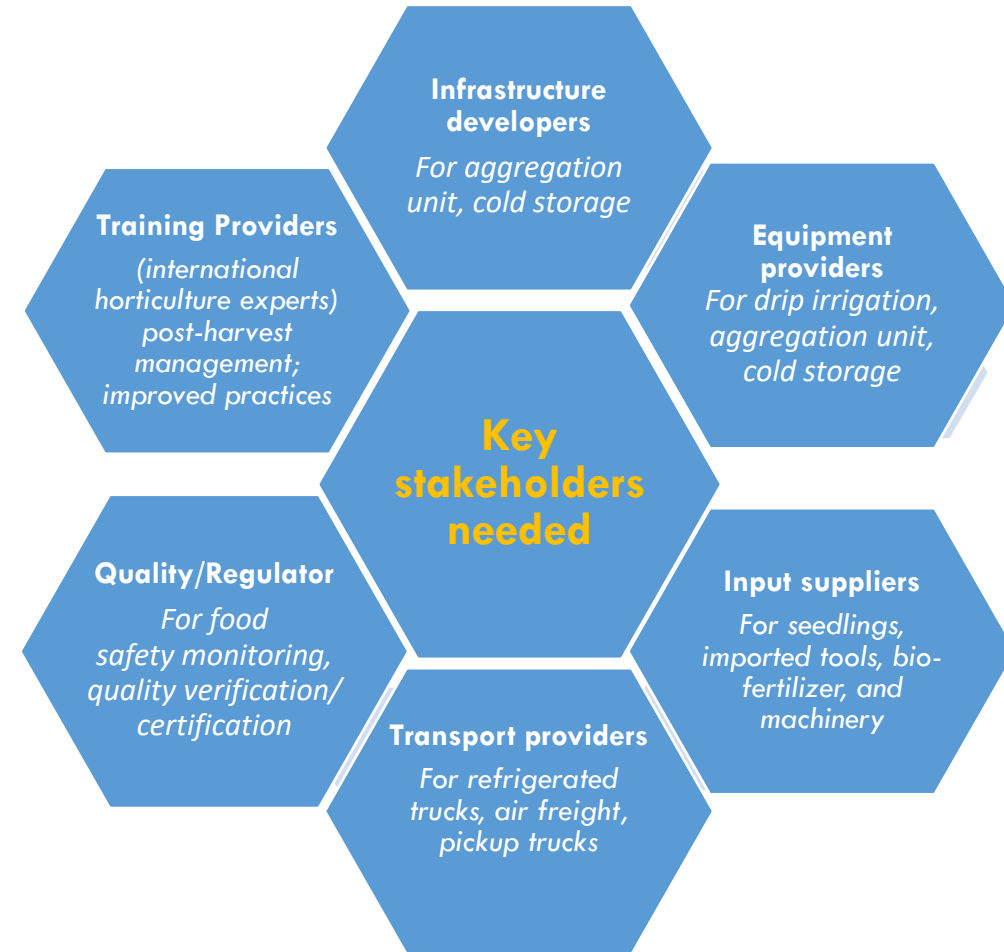 Infrastructure
developers
For aggregation
unit, cold storage
Training Providers
(international
horticulture experts)
post-harvest
management;
improved practices
Equipment
providers
For drip irrigation,
aggregation unit,
cold storage
Key
stakeholders
needed
Quality/Regulator
For food
safety monitoring,
quality verification/
certification
Input suppliers
For seedlings,
imported tools, bio-
fertilizer, and
machinery
Transport providers
For refrigerated
trucks, air freight,
pickup trucks